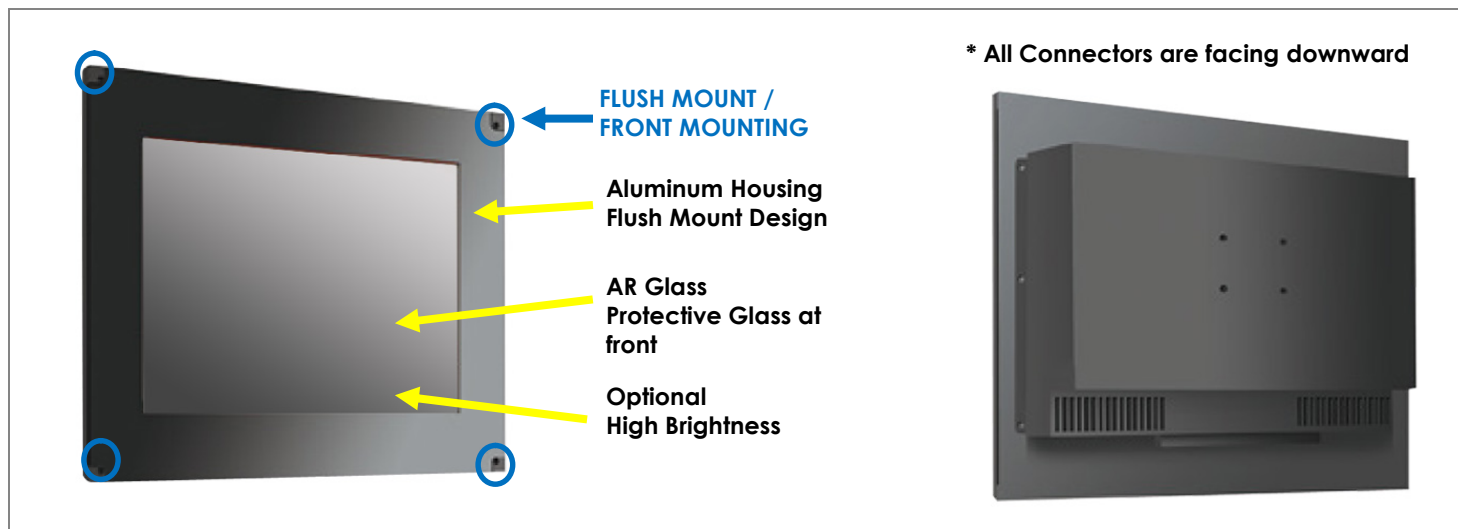 * All Connectors are facing downward
FLUSH MOUNT /
FRONT MOUNTING
Aluminum Housing
Flush Mount Design
AR Glass
Protective Glass at
front
Optional
High Brightness